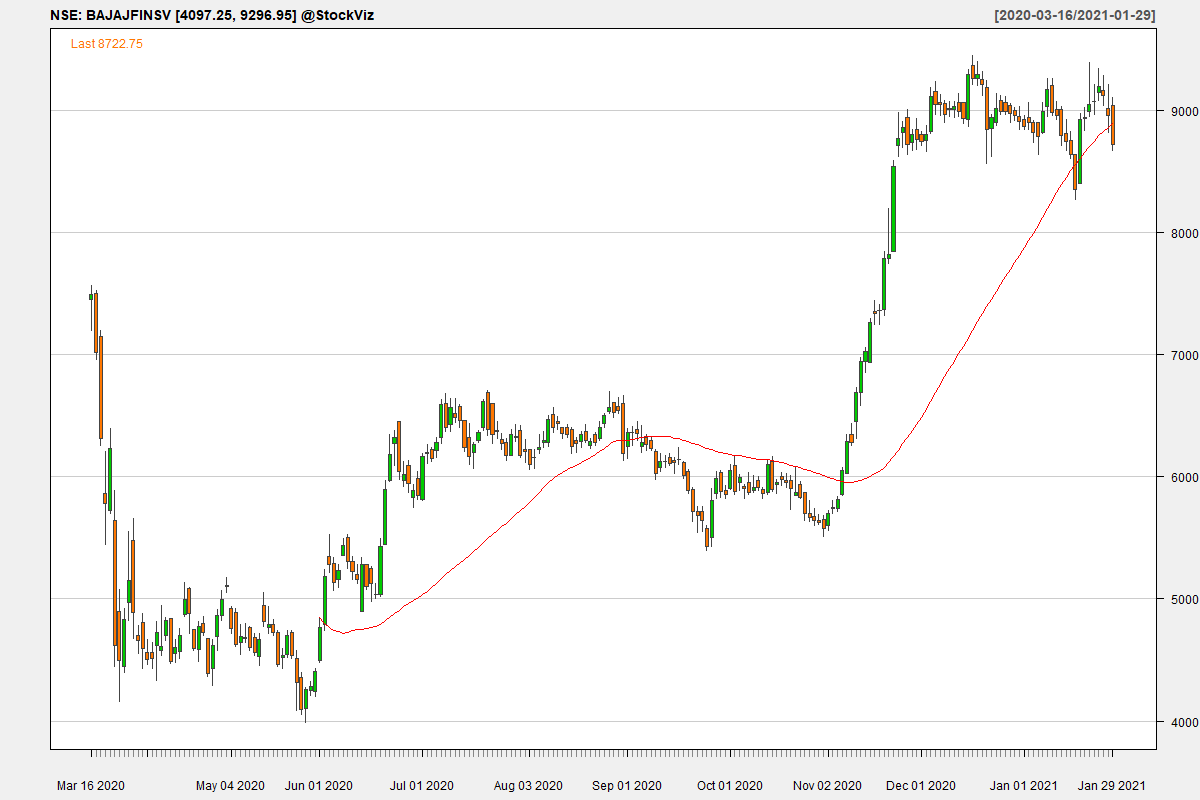 NSE: BAJAJFINSV [4097.25, 9296.95] @StockViz [2020-03-16/2021-01-29]
Last 8722.75
9000
8000
7000
6000
5000
4000
Mar 16 2020 May 04 2020 Jun 01 2020 Jul 01 2020 Aug 03 2020 Sep 01 2020 Oct 01 2020 Nov 02 2020 Dec 01 2020 Jan 01 2021 Jan 29 2021